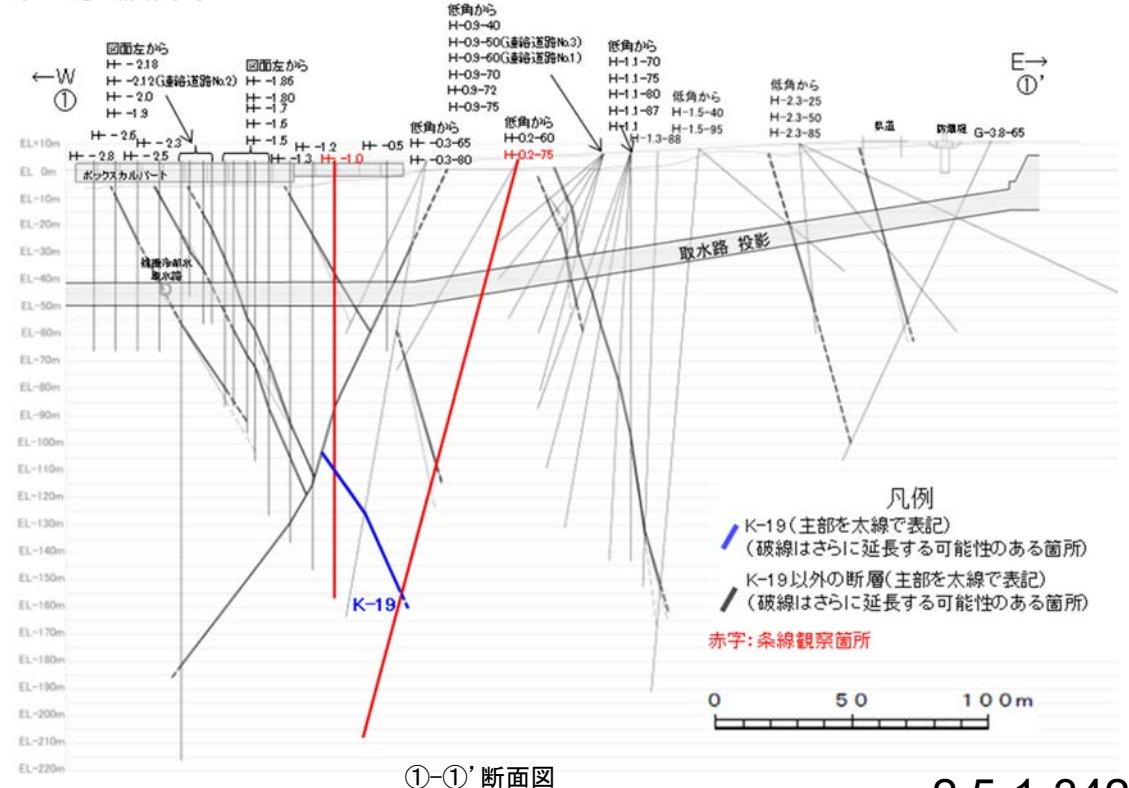 図面左から
H- -2.18
H- -2.12(連絡道路No.2)
H- -2.0
H- -1.9
図面左から
H- -1.86
H- -1.80
H- -1.7
H- -1.6
H- -1.5
低角から
H-0.9-40
H-0.9-50(連絡道路No.3)
H-0.9-60(連絡道路No.1)
H-0.9-70
H-0.9-72
H-0.9-75
低角から
H-1.1-70
H-1.1-75
H-1.1-80
H-1.1-87
H-1.1
低角から
H-1.5-40
H-1.5-95
低角から
H-2.3-25
H-2.3-50
H-2.3-85
←W
①
E→
①’
低角から
H- -0.3-65
H- -0.3-80
低角から
H-0.2-60
H-0.2-75
H-1.3-88
鉄道
防潮堤
G-3.8-65
H- -2.6
H- -2.3
H- -2.8
H- -2.5
H- -1.3
H- -1.2
H- -1.0
H- -0.5
ボックスカルバート
取水路
取水路 投影
EL+10m
EL 0m
EL-10m
EL-20m
EL-30m
EL-40m
EL-50m
EL-60m
EL-70m
EL-80m
EL-90m
EL-100m
EL-110m
EL-120m
EL-130m
EL-140m
EL-150m
EL-160m
EL-170m
EL-180m
EL-190m
EL-200m
EL-210m
EL-220m
K-19
凡例
K-19(主部を太線で表記)
(破線はさらに延長する可能性のある箇所)
K-19以外の断層(主部を太線で表記)
(破線はさらに延長する可能性のある箇所)
赤字:条線観察箇所
0 50 100m
①-①’断面図